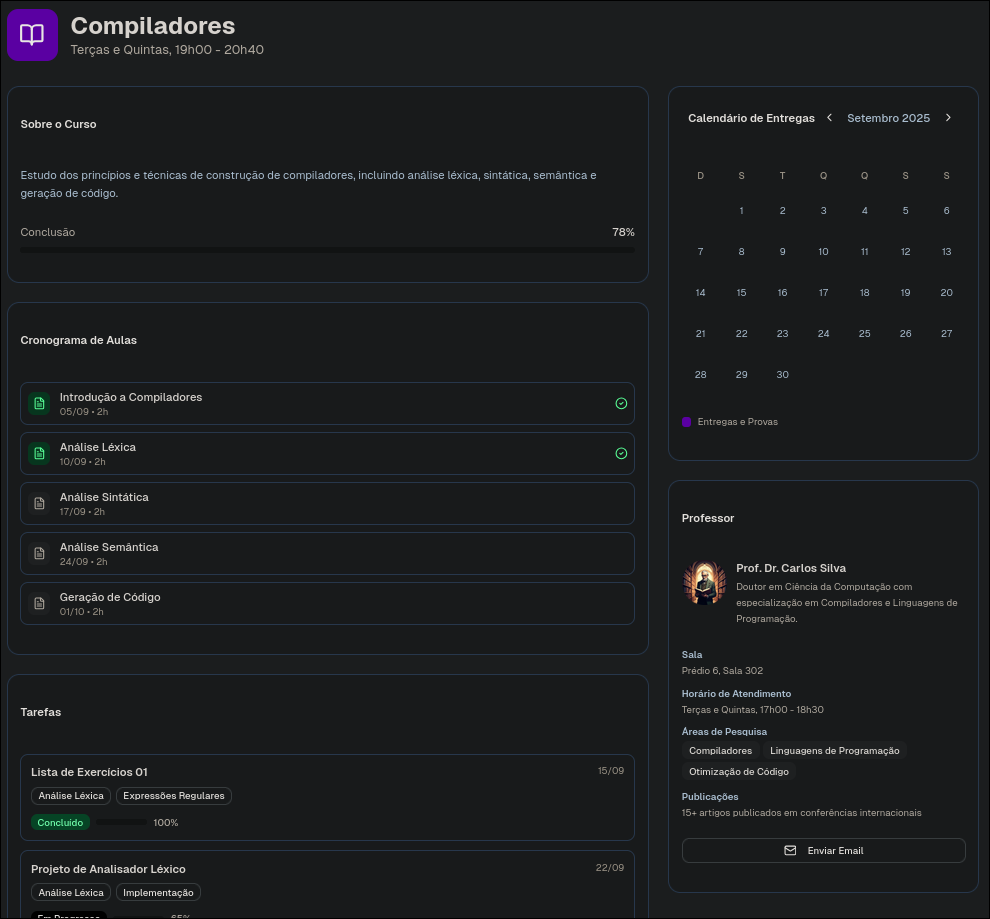 Compiladores
Terças e Quintas, 19h00 - 20h40
Sobre o Curso
Estudo dos princípios e técnicas de construção de compiladores, incluindo análise léxica, sintática, semântica e
geração de código.
Conclusão 78%
Cronograma de Aulas
Introdução a Compiladores
05/09 • 2h
Análise Léxica
10/09 • 2h
Análise Sintática
17/09 • 2h
Análise Semântica
24/09 • 2h
Geração de Código
01/10 • 2h
Tarefas
Lista de Exercícios 01 15/09
Análise Léxica Expressões Regulares
Concluído 100%
Projeto de Analisador Léxico 22/09
Análise Léxica Implementação
Em Progresso 65%
Calendário de Entregas Setembro 2025
D S T Q Q S S
1 2 3 4 5 6
7 8 9 10 11 12 13
14 15 16 17 18 19 20
21 22 23 24 25 26 27
28 29 30
Entregas e Provas
Professor
Prof. Dr. Carlos Silva
Doutor em Ciência da Computação com
especialização em Compiladores e Linguagens de
Programação.
Sala
Prédio 6, Sala 302
Horário de Atendimento
Terças e Quintas, 17h00 - 18h30
Áreas de Pesquisa
Compiladores Linguagens de Programação
Otimização de Código
Publicações
15+ artigos publicados em conferências internacionais
Enviar Email